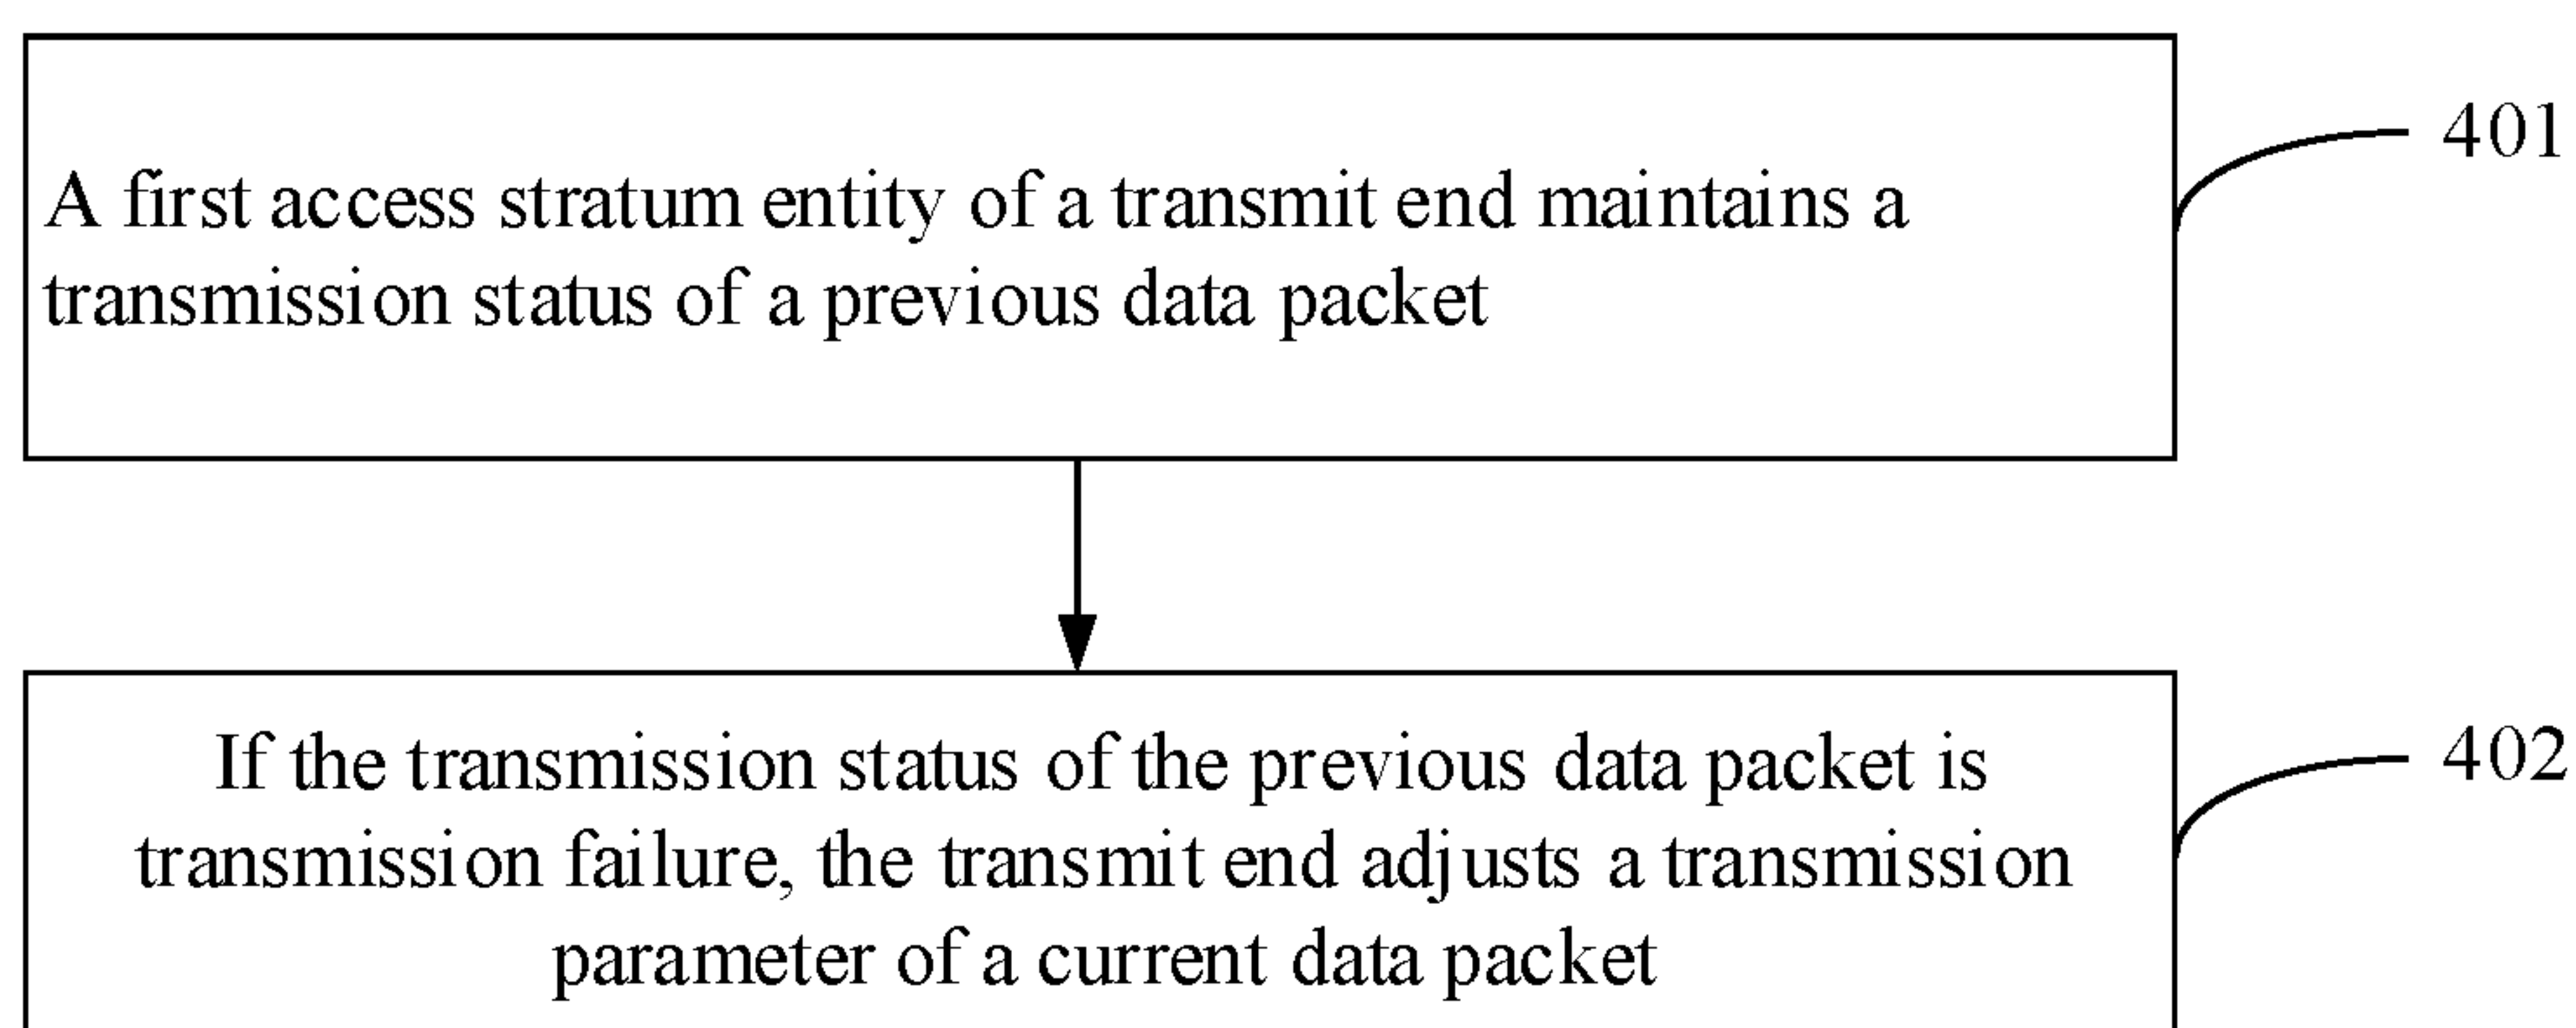 A first access stratum entity of a transmit end maintains a
transmission status of a previous data packet
401
If the transmission status of the previous data packet is
transmission failure, the transmit end adjusts a transmission
parameter of a current data packet
402